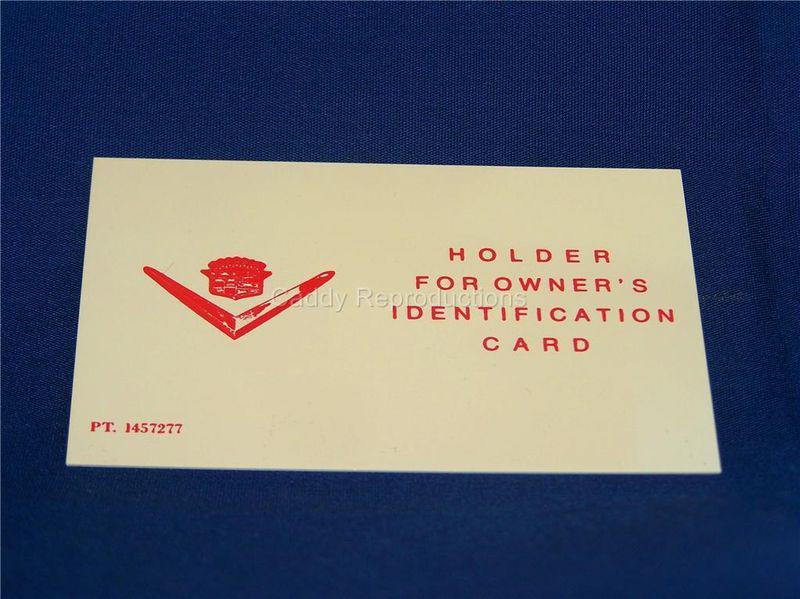 HOLDER
FOR OWNER'S
IDENTIFICATION
CARD
Caddy Reproductions
PT. 1457277